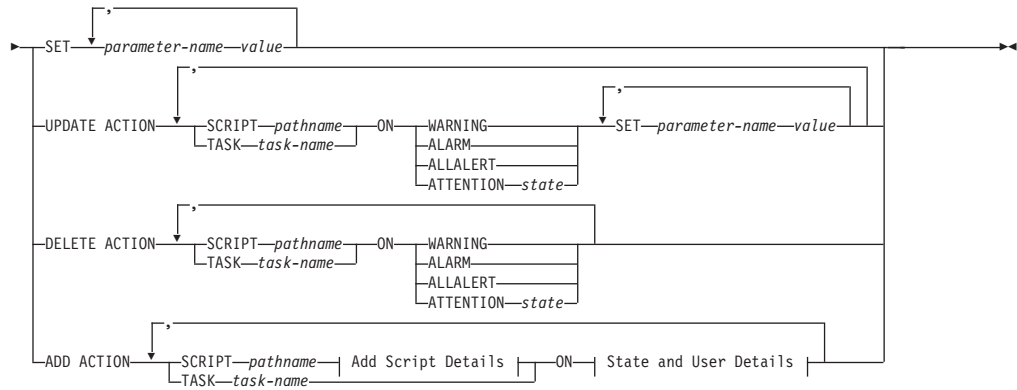 ,
SET parameter-name value
,
,
UPDATE ACTION SCRIPT pathname ON WARNING SET parameter-name value
TASK task-name ALARM
ALLALERT
ATTENTION state
,
DELETE ACTION SCRIPT pathname ON WARNING
TASK task-name ALARM
ALLALERT
ATTENTION state
,
ADD ACTION SCRIPT pathname Add Script Details ON State and User Details
TASK task-name